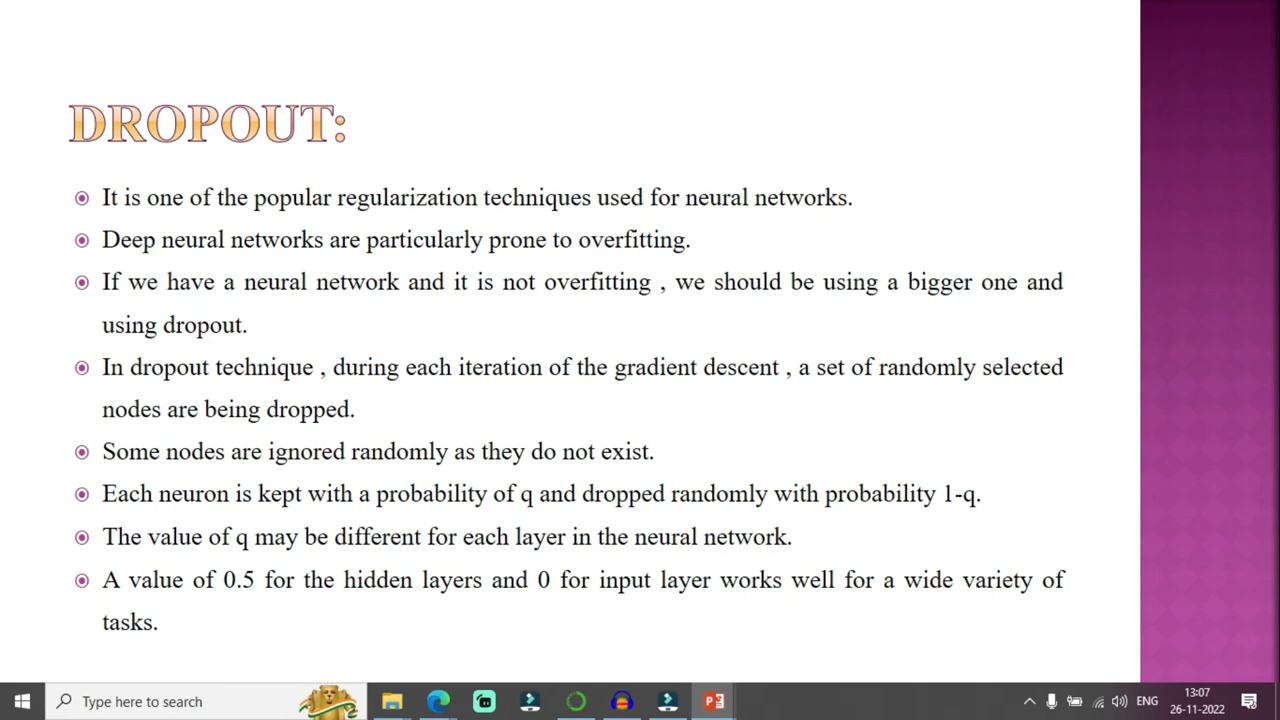 DROPOUT:
It is one of the popular regularization techniques used for neural networks.
Deep neural networks are particularly prone to overfitting.
If we have a neural network and it is not overfitting , we should be using a bigger one and
using dropout.
In dropout technique , during each iteration of the gradient descent , a set of randomly selected
nodes are being dropped.
Some nodes are ignored randomly as they do not exist.
Each neuron is kept with a probability of q and dropped randomly with probability 1-q.
The value of q may be different for each layer in the neural network.
A value of 0.5 for the hidden layers and 0 for input layer works well for a wide variety of
tasks.
Type here to search
ENG
13:07
26-11-2022